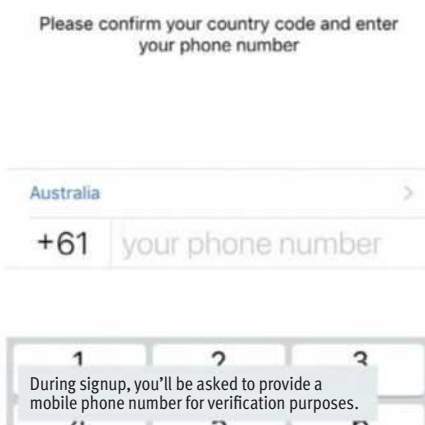 Please confirm your country code and enter
your phone number
Australia
+61 your phone number
1 2 3
During signup, you'll be asked to provide a
mobile phone number for verification purposes.